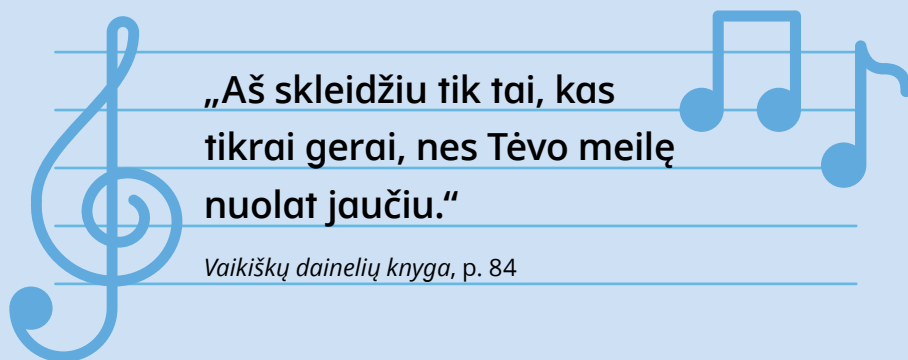 „Aš skleidžiu tik tai, kas
tikrai gerai, nes Tėvo meilę
nuolat jaučiu.“
Vaikiškų dainelių knyga, p. 84